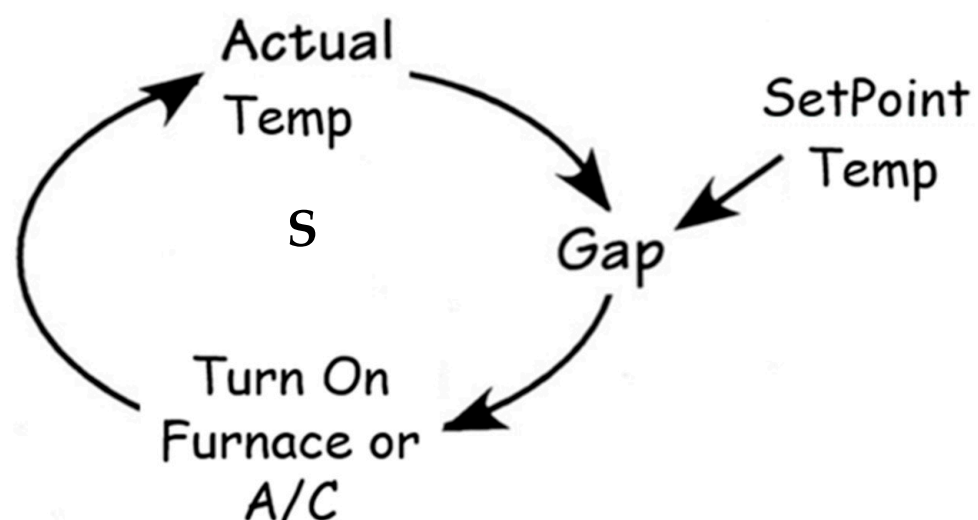 Actual
Temp
SetPoint
Temp
S
Gap
Turn On
Furnace or
A/C